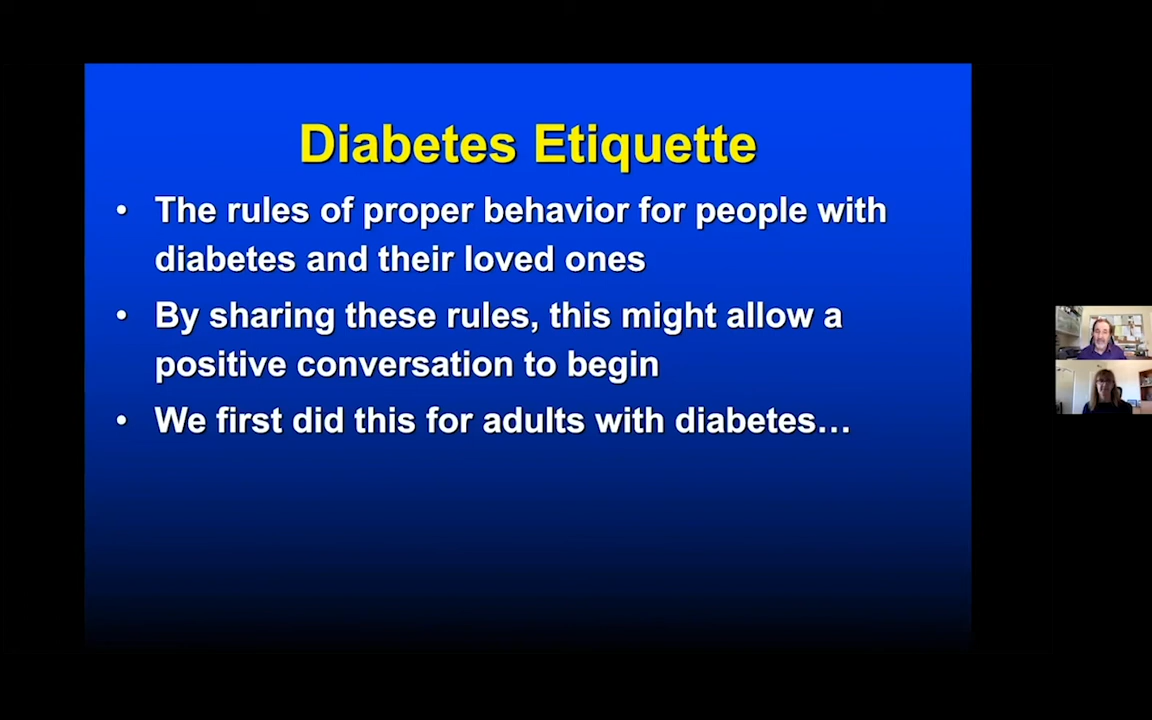 Diabetes Etiquette
• The rules of proper behavior for people with
diabetes and their loved ones
• By sharing these rules, this might allow a
positive conversation to begin
• We first did this for adults with diabetes…